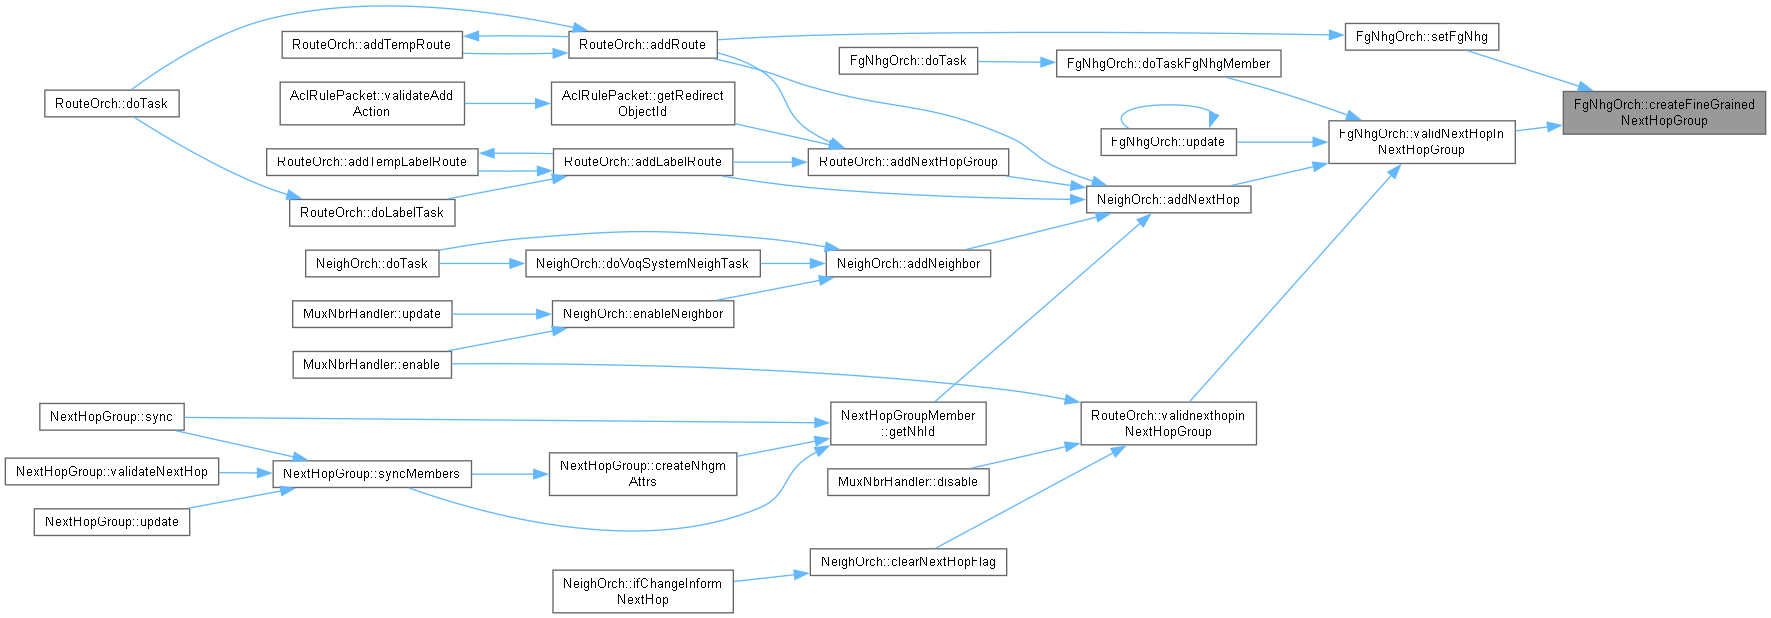 RouteOrch::doTask
RouteOrch::addTempRoute
RouteOrch::addRoute
FgNhgOrch::setFgNhg
FgNhgOrch::doTask
FgNhgOrch::doTaskFgNhgMember
AclRulePacket::validateAdd
Action
AclRulePacket::getRedirect
ObjectId
FgNhgOrch::createFineGrained
NextHopGroup
FgNhgOrch::update
FgNhgOrch::validNextHopIn
NextHopGroup
RouteOrch::addTempLabelRoute
RouteOrch::addLabelRoute
RouteOrch::addNextHopGroup
RouteOrch::doLabelTask
NeighOrch::addNextHop
NeighOrch::doTask
NeighOrch::doVoqSystemNeighTask
NeighOrch::addNeighbor
MuxNbrHandler::update
NeighOrch::enableNeighbor
MuxNbrHandler::enable
NextHopGroup::sync
NextHopGroupMember
::getNhId
RouteOrch::validnexthopin
NextHopGroup
NextHopGroup::validateNextHop
NextHopGroup::syncMembers
NextHopGroup::createNhgm
Attrs
MuxNbrHandler::disable
NextHopGroup::update
NeighOrch::clearNextHopFlag
NeighOrch::ifChangeInform
NextHop